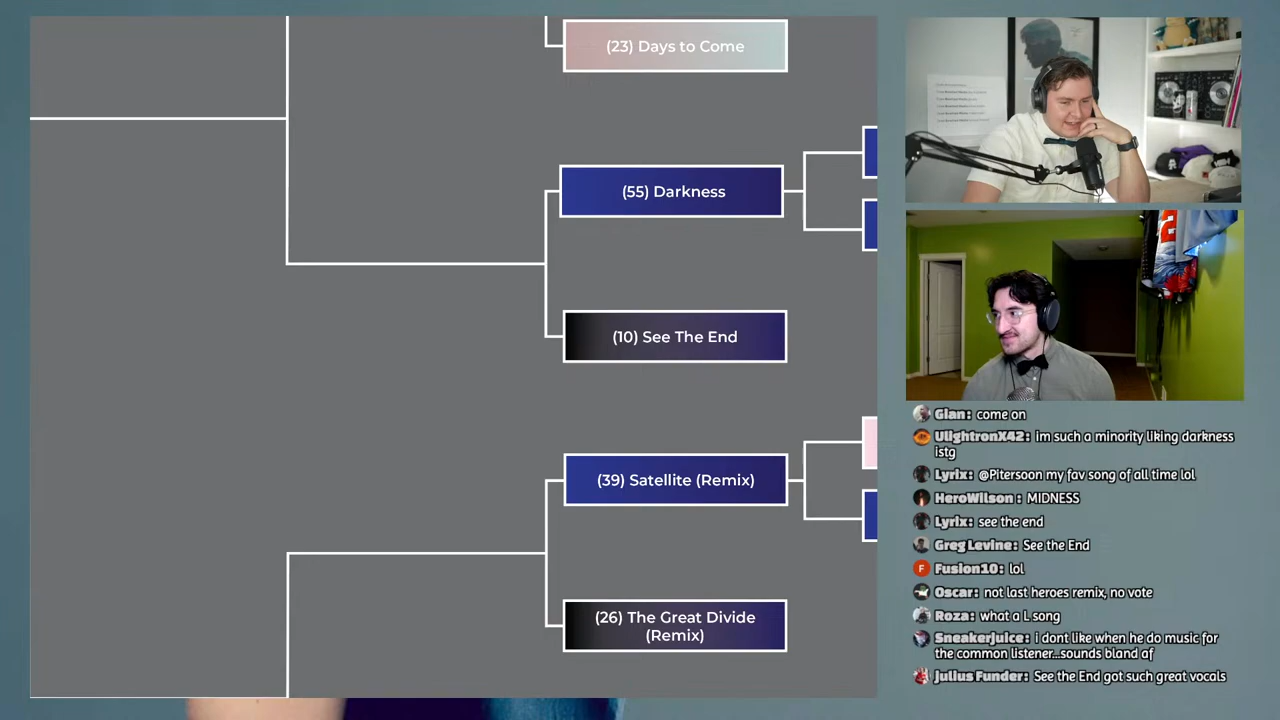 (23) Days to Come
(55) Darkness
(10) See The End
(39) Satellite (Remix)
(26) The Great Divide
(Remix)
Gian: come on
UlightronX42: im such a minority liking darkness
istg
Lyrix: @Pitersoon my fav song of all time lol
HeroWilson : MIDNESS
Lyrix: see the end
Greg Levine: See the End
F Fusion10: lol
Oscar: not last heroes remix, no vote
Roza: what a L song
Sneakerjuice: i dont like when he do music for
the common listener...sounds bland af
Julius Funder: See the End got such great vocals